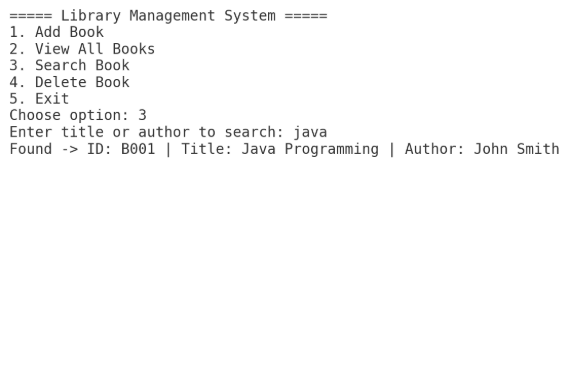 ===== Library Management System =====
1. Add Book
2. View All Books
3. Search Book
4. Delete Book
5. Exit
Choose option: 3
Enter title or author to search: java
Found -> ID: B001 | Title: Java Programming | Author: John Smith